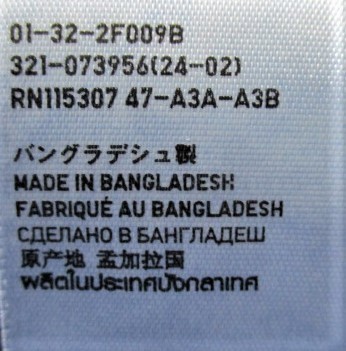 01-32-2F009B
321-073956(24-02)
RN115307 47-A3A-A3B
バングラデシュ製
MADE IN BANGLADESH
FABRIQUÉ AU BANGLADESH
СДЕЛАНО В БАНГЛАДЕШ
原产地 孟加拉国
ผลิตในประเทศบังกลาเทศ